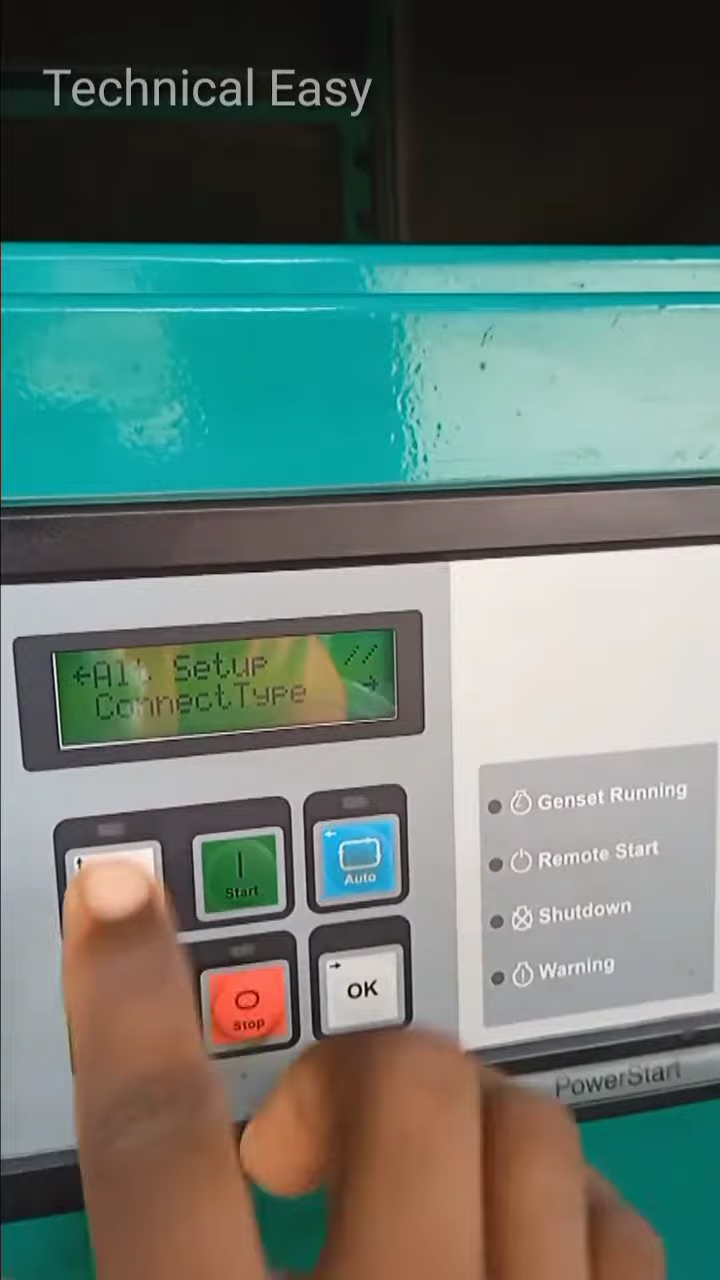 Technical Easy
←Alt Setup //
ConnectType →
Start
← Auto
Stop
→ OK
Genset Running
Remote Start
Shutdown
Warning
PowerStart